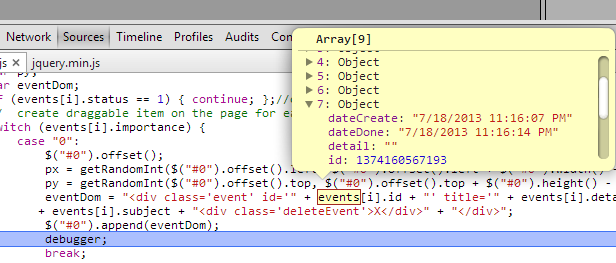 Network Sources Timeline Profiles Audits
Array[9]
4: Object
5: Object
6: Object
7: Object
dateCreate: "7/18/2013 11:16:07 PM"
dateDone: "7/18/2013 11:16:14 PM"
detail: ""
id: 1374160567193
js × jquery.min.js
var eventDom;
f (events[i].status == 1) { continue; };//
/ create draggable item on the page for ea
witch (events[i].importance) {
case "0":
$("#0").offset();
px = getRandomInt($("#0").offset().le
py = getRandomInt($("#0").offset().top, $("#0").offset().top + $("#0").height() -
eventDom = "<div class='event' id='" + events[i].id + "' title='" + events[i].deta
+ events[i].subject + "<div class='deleteEvent'>X</div>" + "</div>";
$("#0").append(eventDom);
debugger;
break;